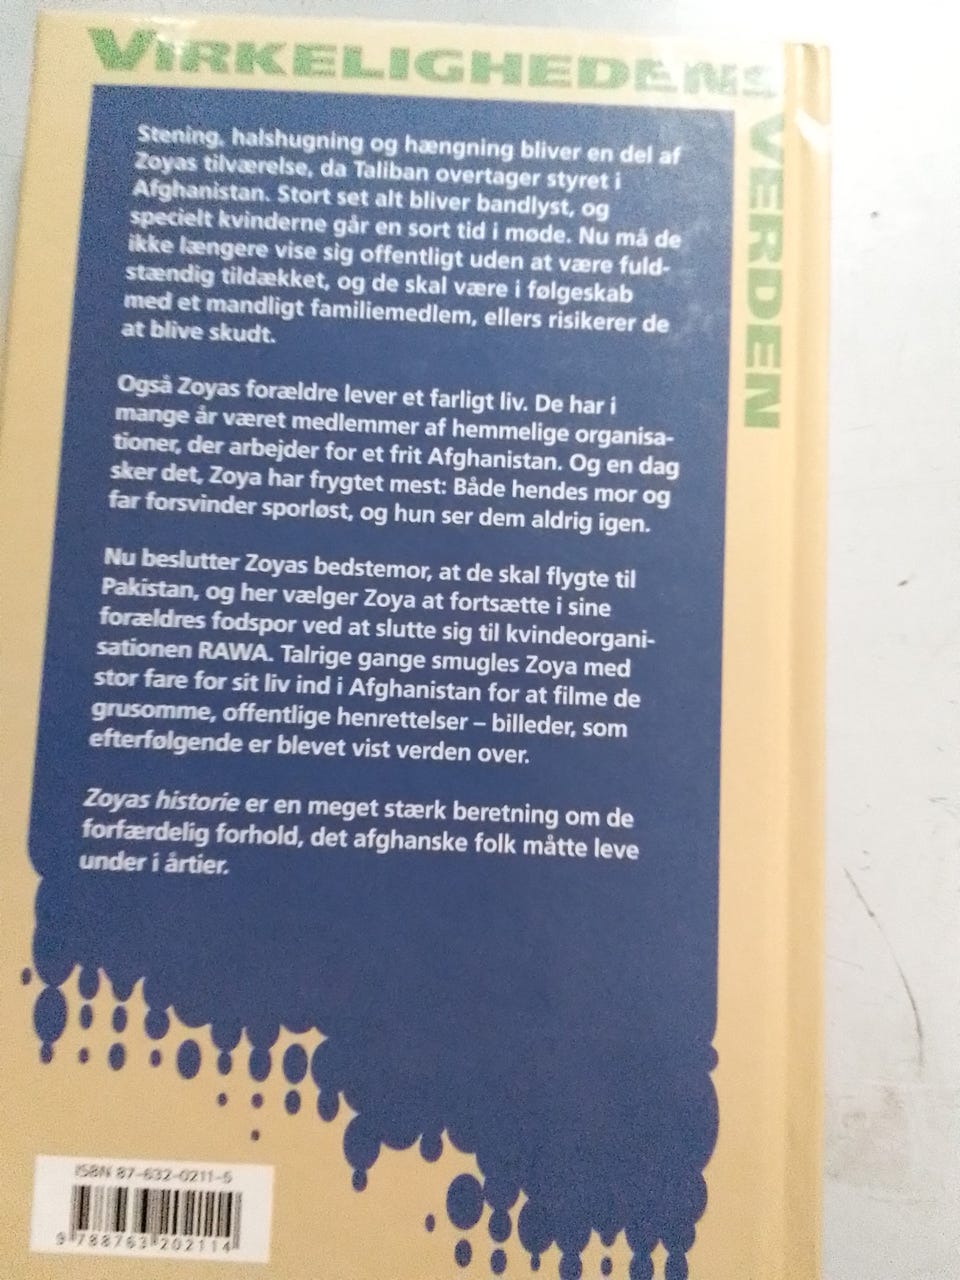 VIRKELIGHEDENS
VERDEN
Stening, halshugning og hængning bliver en del af
Zoyas tilværelse, da Taliban overtager styret i
Afghanistan. Stort set alt bliver bandlyst, og
specielt kvinderne går en sort tid i møde. Nu må de
ikke længere vise sig offentligt uden at være fuld-
stændig tildækket, og de skal være i følgeskab
med et mandligt familiemedlem, ellers risikerer de
at blive skudt.
Også Zoyas forældre lever et farligt liv. De har i
mange år været medlemmer af hemmelige organisa-
tioner, der arbejder for et frit Afghanistan. Og en dag
sker det, Zoya har frygtet mest: Både hendes mor og
far forsvinder sporløst, og hun ser dem aldrig igen.
Nu beslutter Zoyas bedstemor, at de skal flygte til
Pakistan, og her vælger Zoya at fortsætte i sine
forældres fodspor ved at slutte sig til kvindeorgani-
sationen RAWA. Talrige gange smugles Zoya med
stor fare for sit liv ind i Afghanistan for at filme de
grusomme, offentlige henrettelser – billeder, som
efterfølgende er blevet vist verden over.
Zoyas historie er en meget stærk beretning om de
forfærdelig forhold, det afghanske folk måtte leve
under i årtier.
ISBN 87-632-0211-5
9 788763 202114